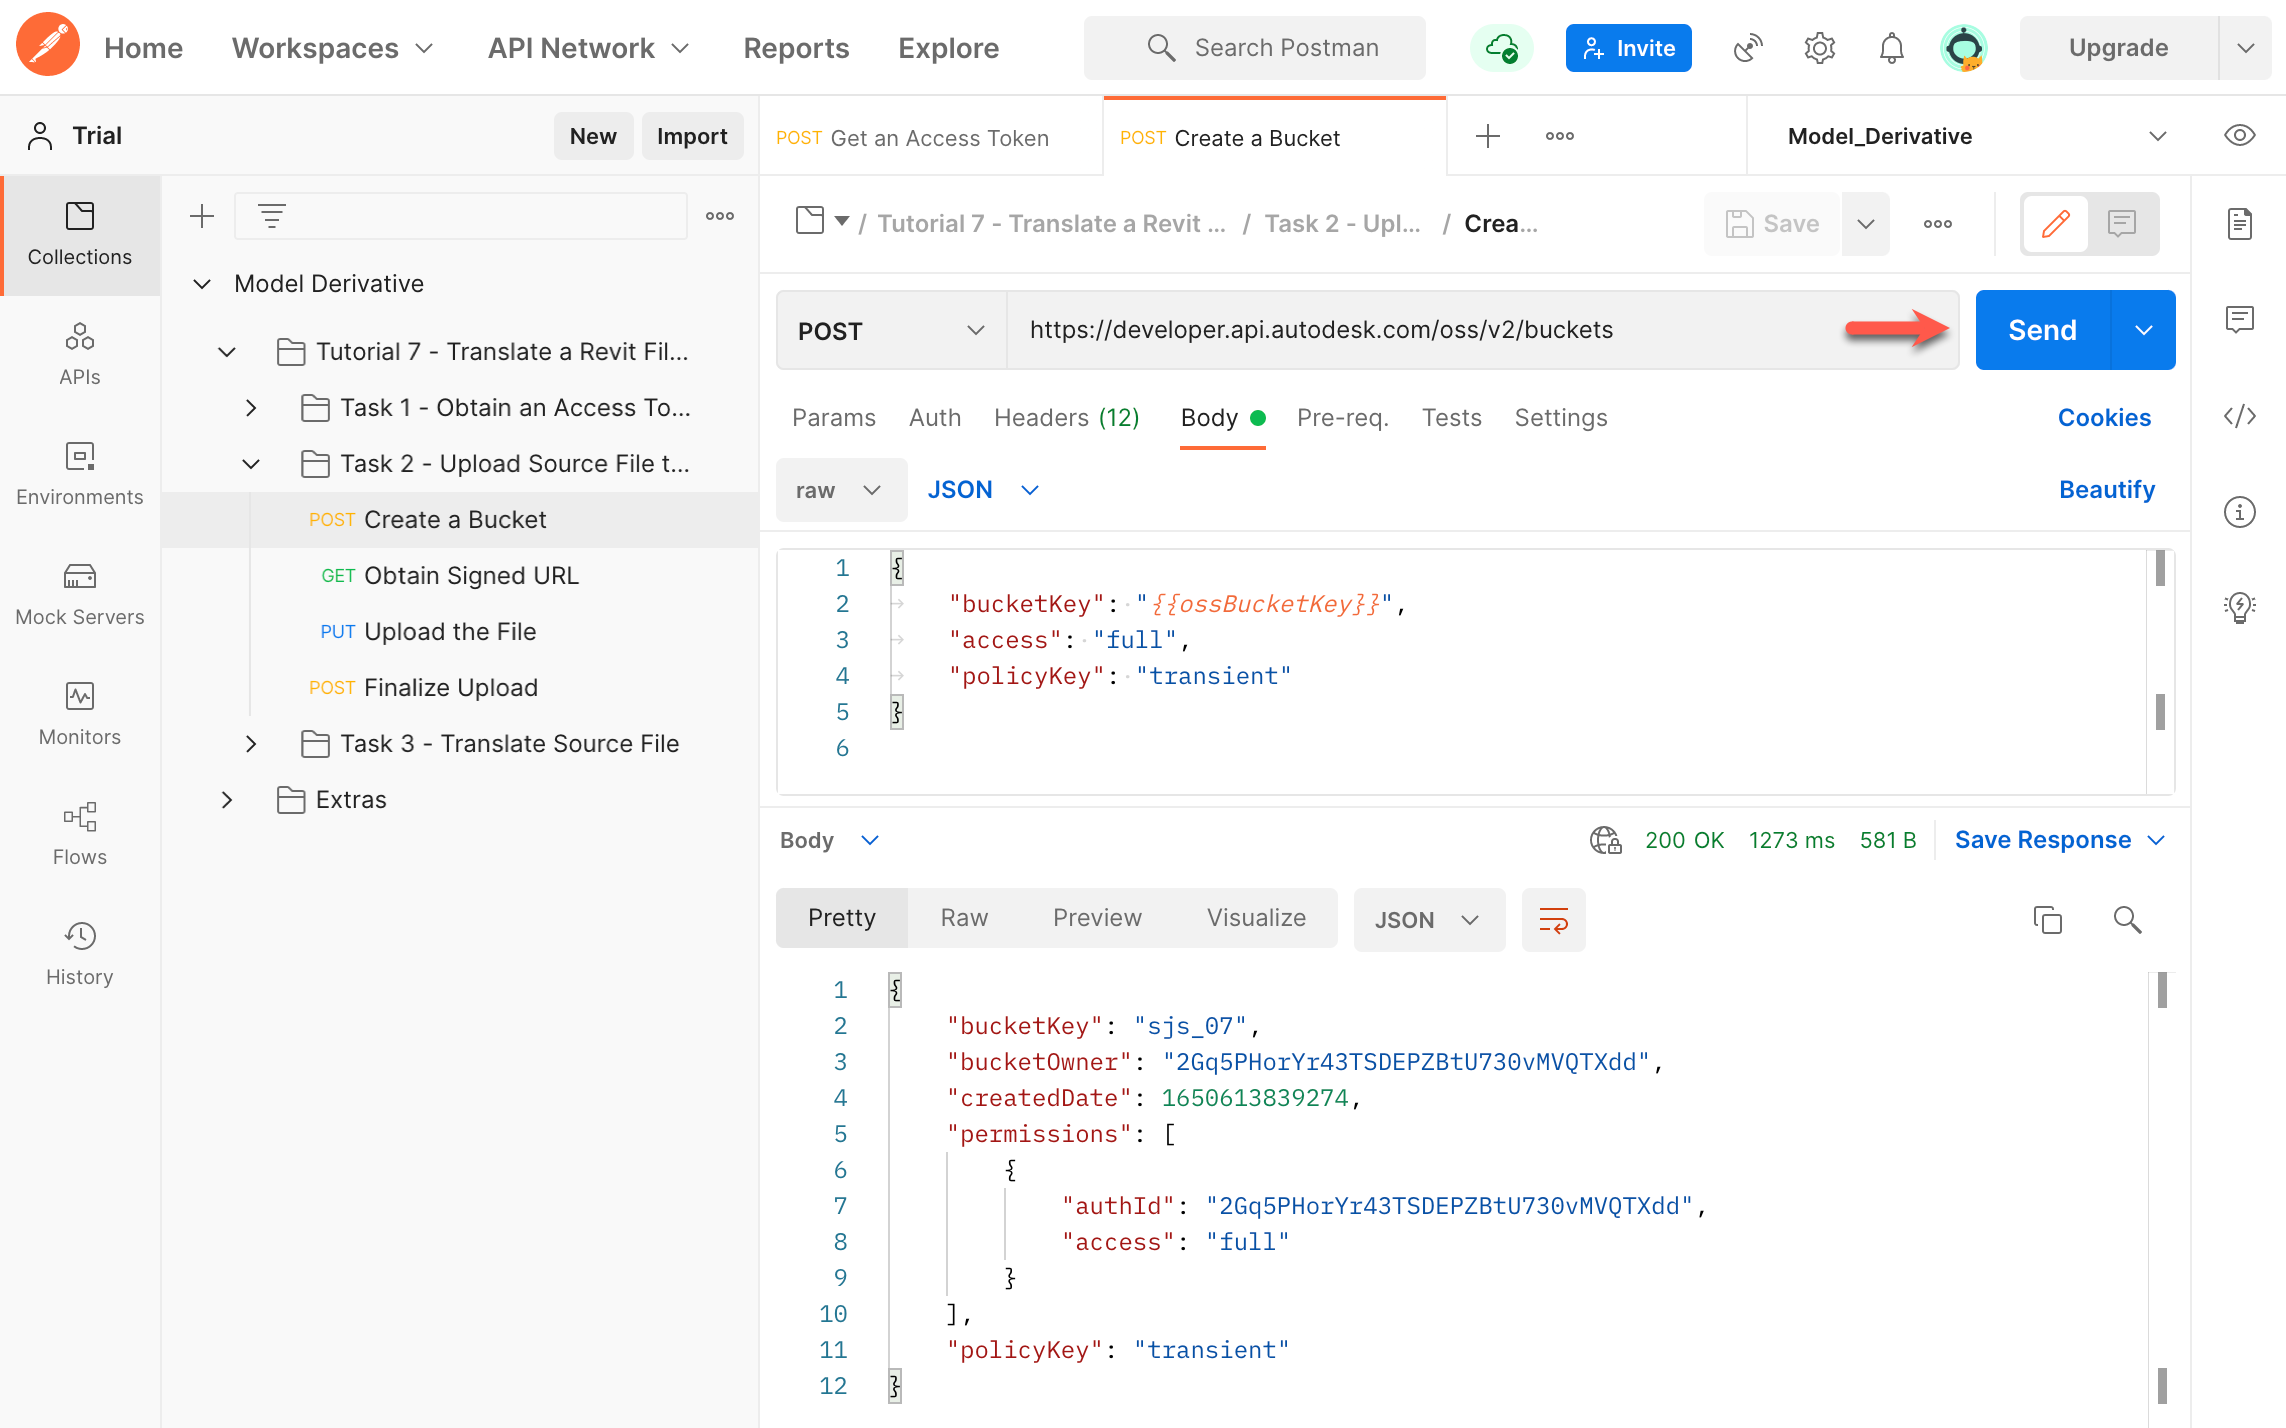 Home Workspaces API Network Reports Explore Search Postman Invite Upgrade
Trial New Import
POST Get an Access Token POST Create a Bucket Model_Derivative
Collections
APIs
Environments
Mock Servers
Monitors
Flows
History
Model Derivative
Tutorial 7 - Translate a Revit Fil...
Task 1 - Obtain an Access To...
Task 2 - Upload Source File t...
POST Create a Bucket
GET Obtain Signed URL
PUT Upload the File
POST Finalize Upload
Task 3 - Translate Source File
Extras
/ Tutorial 7 - Translate a Revit ... / Task 2 - Upl... / Crea... Save
POST https://developer.api.autodesk.com/oss/v2/buckets Send
Params Auth Headers (12) Body Pre-req. Tests Settings Cookies
raw JSON Beautify
1 {
2 "bucketKey": "{{ossBucketKey}}",
3 "access": "full",
4 "policyKey": "transient"
5 }
6
Body 200 OK 1273 ms 581 B Save Response
Pretty Raw Preview Visualize JSON
1 {
2 "bucketKey": "sjs_07",
3 "bucketOwner": "2Gq5PHorYr43TSDEPZBtU730vMVQTXdd",
4 "createdDate": 1650613839274,
5 "permissions": [
6 {
7 "authId": "2Gq5PHorYr43TSDEPZBtU730vMVQTXdd",
8 "access": "full"
9 }
10 ],
11 "policyKey": "transient"
12 }